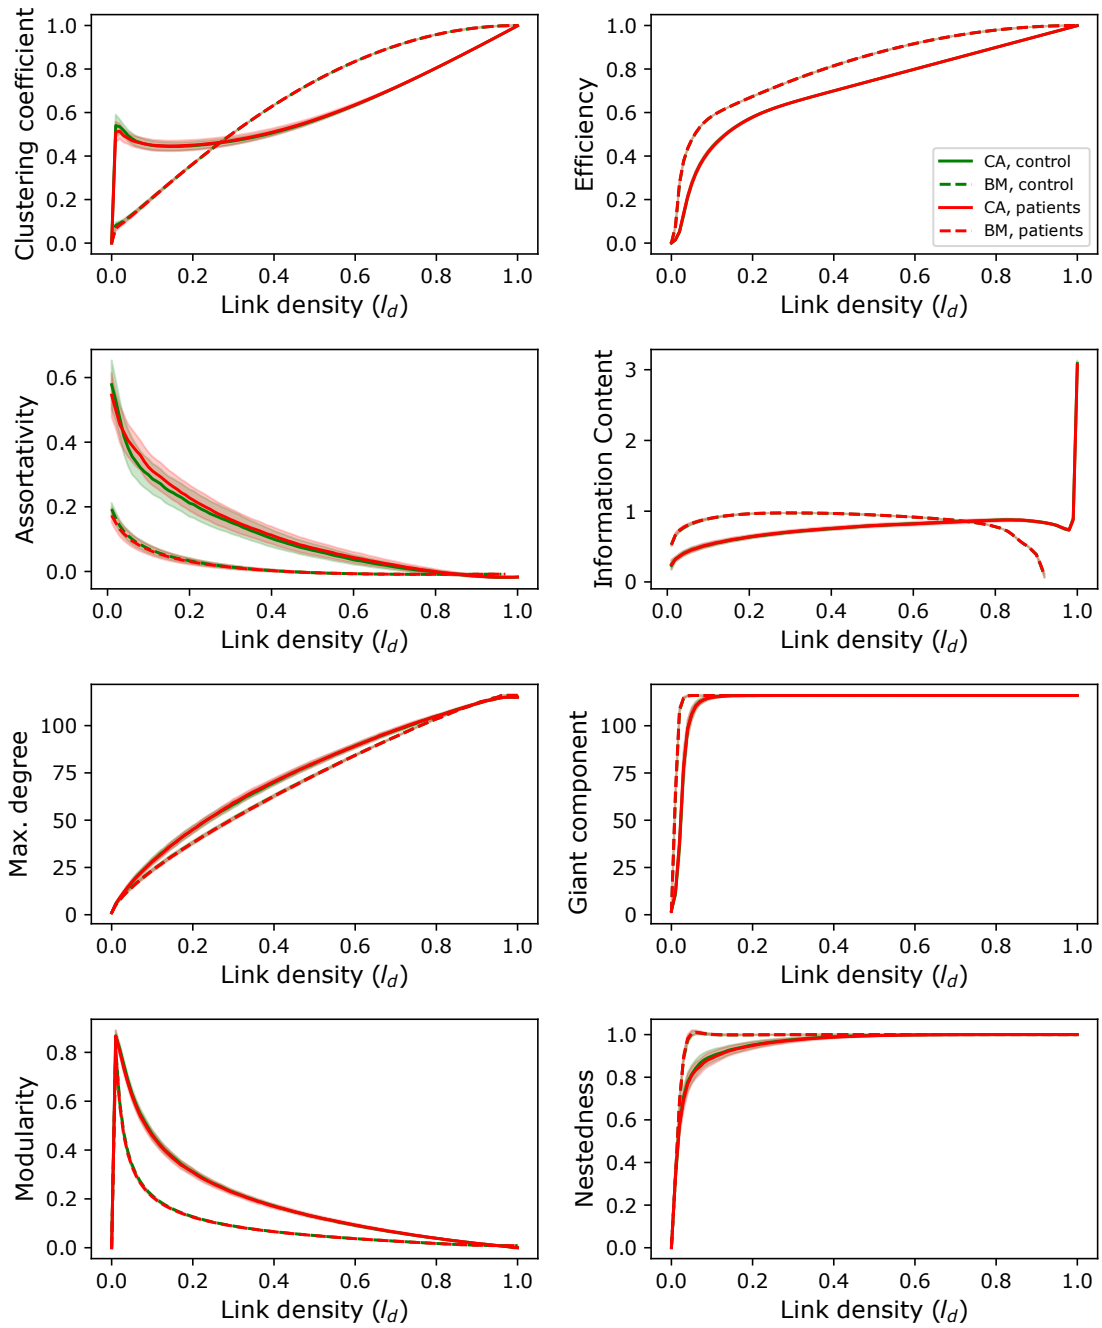 Clustering coefficient
1.0
0.8
0.6
0.4
0.2
0.0
0.0 0.2 0.4 0.6 0.8 1.0
Link density (l_d)
Efficiency
1.0
0.8
0.6
0.4
0.2
0.0
CA, control
BM, control
CA, patients
BM, patients
0.0 0.2 0.4 0.6 0.8 1.0
Link density (l_d)
Assortativity
0.6
0.4
0.2
0.0
0.0 0.2 0.4 0.6 0.8 1.0
Link density (l_d)
Information Content
3
2
1
0
0.0 0.2 0.4 0.6 0.8 1.0
Link density (l_d)
Max. degree
100
75
50
25
0
0.0 0.2 0.4 0.6 0.8 1.0
Link density (l_d)
Giant component
100
75
50
25
0
0.0 0.2 0.4 0.6 0.8 1.0
Link density (l_d)
Modularity
0.8
0.6
0.4
0.2
0.0
0.0 0.2 0.4 0.6 0.8 1.0
Link density (l_d)
Nestedness
1.0
0.8
0.6
0.4
0.2
0.0
0.0 0.2 0.4 0.6 0.8 1.0
Link density (l_d)